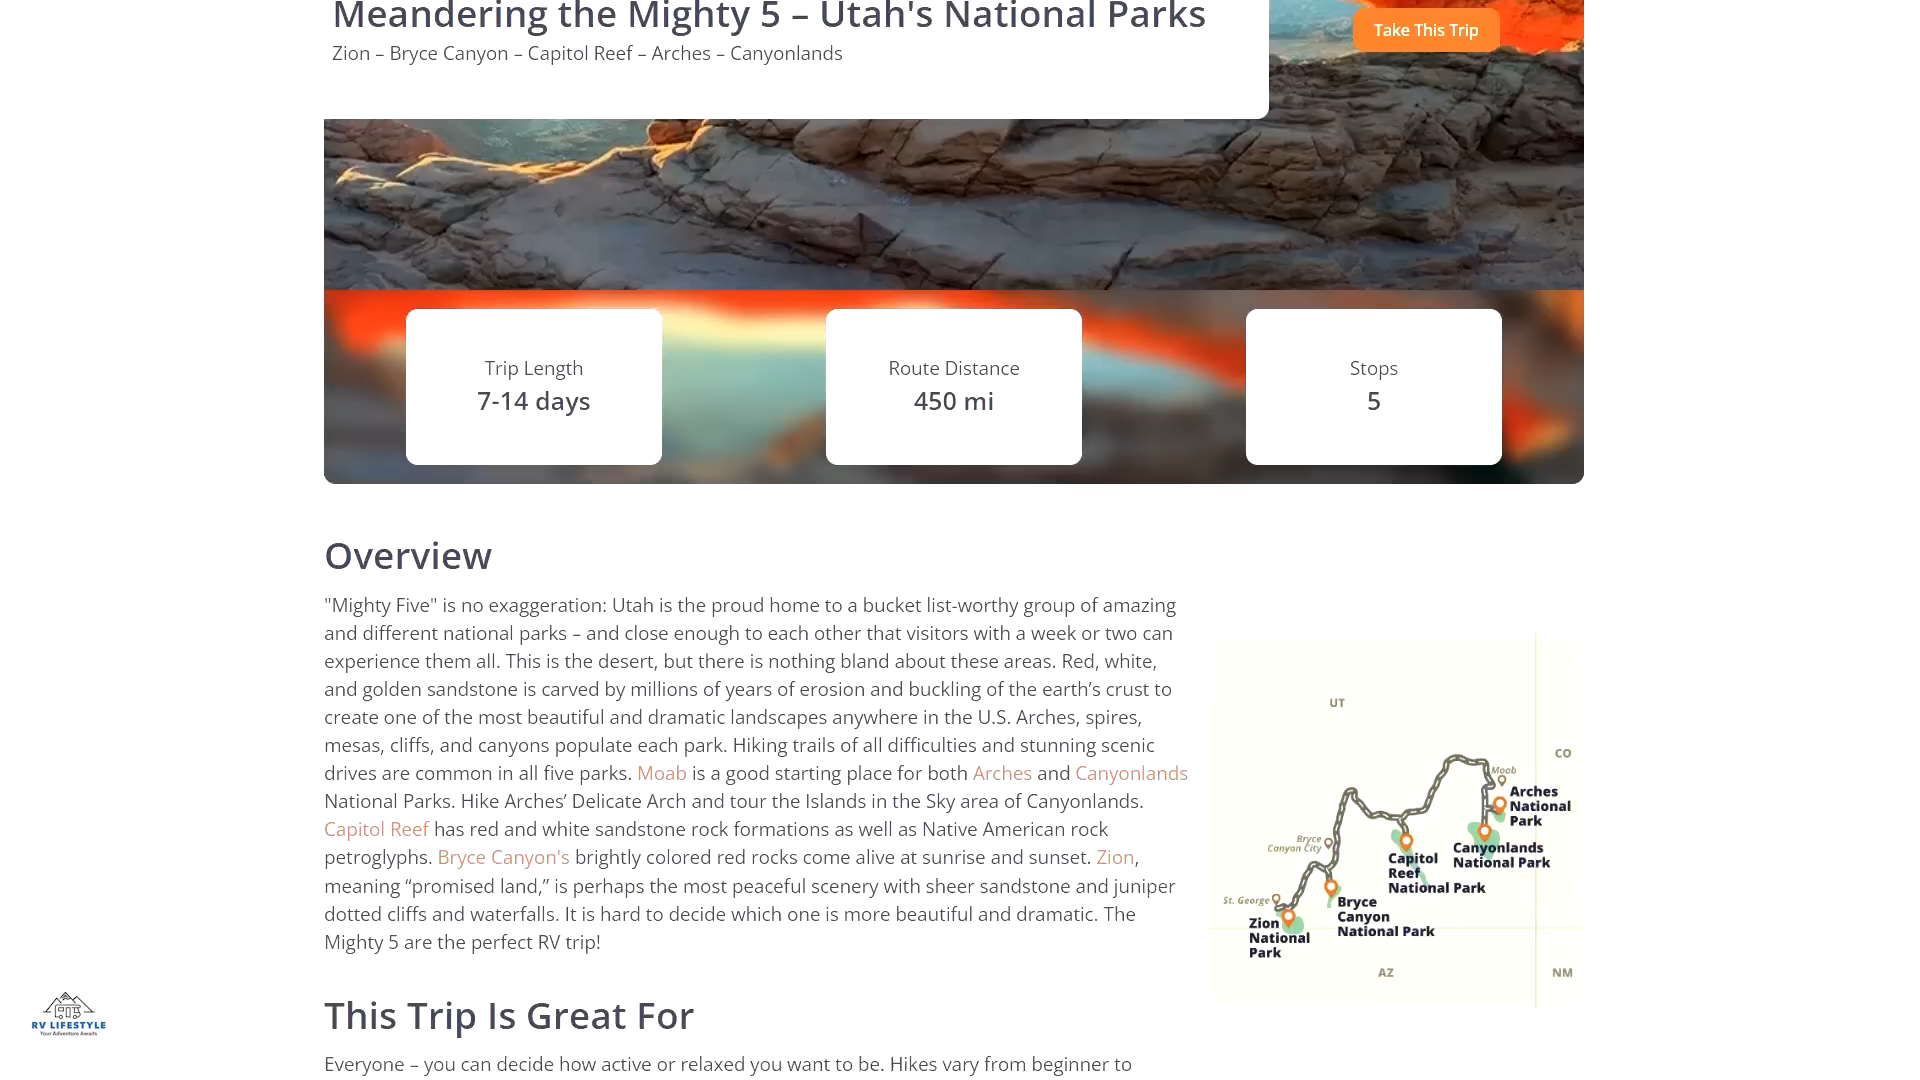 Meandering the Mighty 5 – Utah's National Parks
Zion – Bryce Canyon – Capitol Reef – Arches – Canyonlands
Take This Trip
Trip Length
7-14 days
Route Distance
450 mi
Stops
5
Overview
"Mighty Five" is no exaggeration: Utah is the proud home to a bucket list-worthy group of amazing
and different national parks – and close enough to each other that visitors with a week or two can
experience them all. This is the desert, but there is nothing bland about these areas. Red, white,
and golden sandstone is carved by millions of years of erosion and buckling of the earth’s crust to
create one of the most beautiful and dramatic landscapes anywhere in the U.S. Arches, spires,
mesas, cliffs, and canyons populate each park. Hiking trails of all difficulties and stunning scenic
drives are common in all five parks. Moab is a good starting place for both Arches and Canyonlands
National Parks. Hike Arches’ Delicate Arch and tour the Islands in the Sky area of Canyonlands.
Capitol Reef has red and white sandstone rock formations as well as Native American rock
petroglyphs. Bryce Canyon's brightly colored red rocks come alive at sunrise and sunset. Zion,
meaning “promised land,” is perhaps the most peaceful scenery with sheer sandstone and juniper
dotted cliffs and waterfalls. It is hard to decide which one is more beautiful and dramatic. The
Mighty 5 are the perfect RV trip!
UT
CO
Moab
Arches
National
Park
Bryce
Canyon City
Canyonlands
National Park
Capitol
Reef
National Park
St. George
Bryce
Canyon
National Park
Zion
National
Park
AZ
NM
RV LIFESTYLE
Your Adventure Awaits
This Trip Is Great For
Everyone – you can decide how active or relaxed you want to be. Hikes vary from beginner to